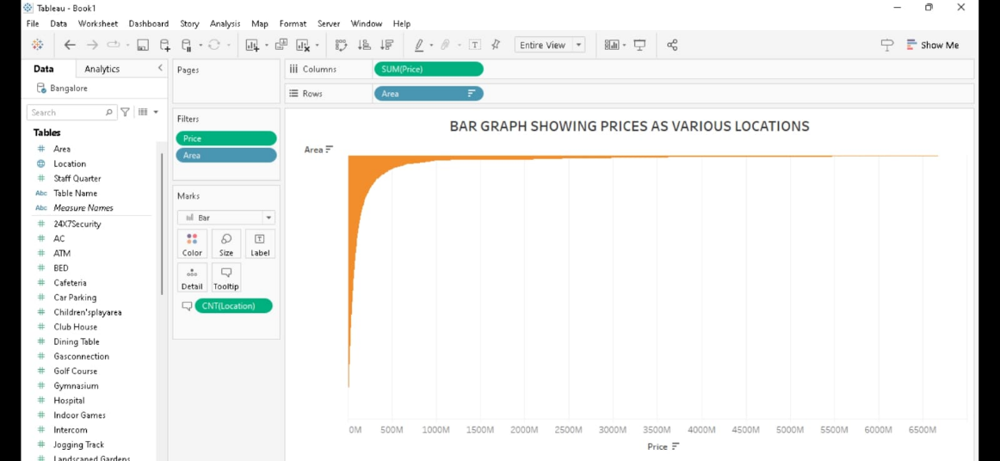 Tableau - Book1
File Data Worksheet Dashboard Story Analysis Map Format Server Window Help
Entire View
Show Me
Data Analytics
Bangalore
Search
Tables
# Area
Location
# Staff Quarter
Abc Table Name
Abc Measure Names
# 24X7Security
# AC
# ATM
# BED
# Cafeteria
# Car Parking
# Children'splayarea
# Club House
# Dining Table
# Gasconnection
# Golf Course
# Gymnasium
# Hospital
# Indoor Games
# Intercom
# Jogging Track
# Landscaped Gardens
Pages
Filters
Price
Area
Marks
Bar
Color Size Label
Detail Tooltip
CNT(Location)
Columns SUM(Price)
Rows Area
BAR GRAPH SHOWING PRICES AS VARIOUS LOCATIONS
Area
0M 500M 1000M 1500M 2000M 2500M 3000M 3500M 4000M 4500M 5000M 5500M 6000M 6500M
Price